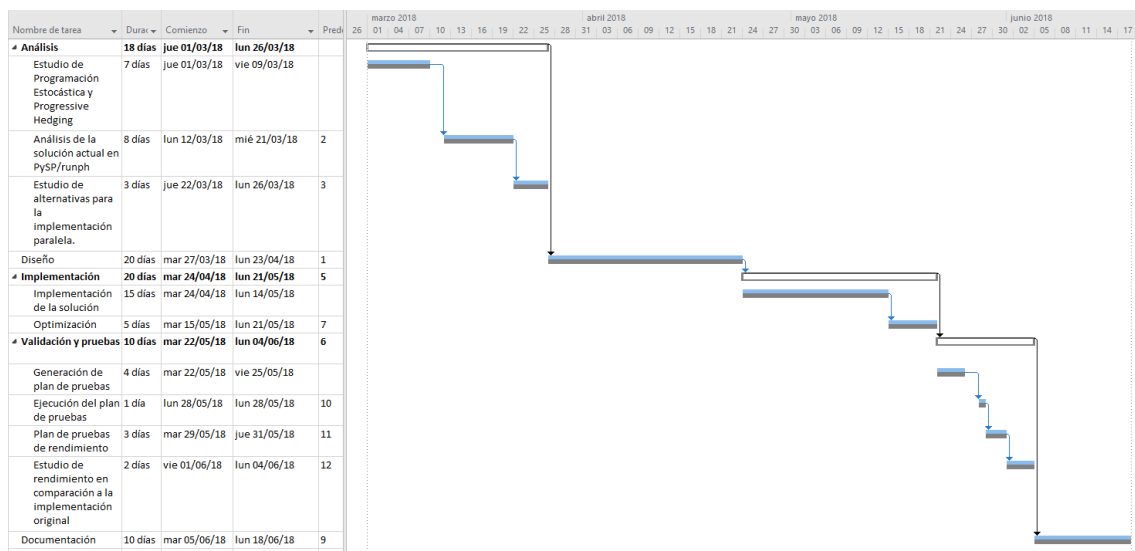 marzo 2018 abril 2018 mayo 2018 junio 2018
Nombre de tarea Comienzo Fin 26 01 04 07 10 13 16 19 22 25 28 31 03 06 09 12 15 18 21 24 27 30 03 06 09 12 15 18 21 24 27 30 02 05 08 11 14 17
Análisis 18 días jue 01/03/18 lun 26/03/18
Estudio de 7 días jue 01/03/18 vie 09/03/18
Programación
Estocástica y
Progressive
Hedging
Análisis de la 8 días lun 12/03/18 mié 21/03/18 2
solución actual en
PySP/runph
Estudio de 3 días jue 22/03/18 lun 26/03/18 3
alternativas para
la
implementación
paralela.
Diseño 20 días mar 27/03/18 lun 23/04/18 1
Implementación 20 días mar 24/04/18 lun 21/05/18 5
Implementación 15 días mar 24/04/18 lun 14/05/18
de la solución
Optimización 5 días mar 15/05/18 lun 21/05/18 7
Validación y pruebas 10 días mar 22/05/18 lun 04/06/18 6
Generación de 4 días mar 22/05/18 vie 25/05/18
plan de pruebas
Ejecución del plan 1 día lun 28/05/18 lun 28/05/18 10
de pruebas
Plan de pruebas 3 días mar 29/05/18 jue 31/05/18 11
de rendimiento
Estudio de 2 días vie 01/06/18 lun 04/06/18 12
rendimiento en
comparación a la
implementación
original
Documentación 10 días mar 05/06/18 lun 18/06/18 9